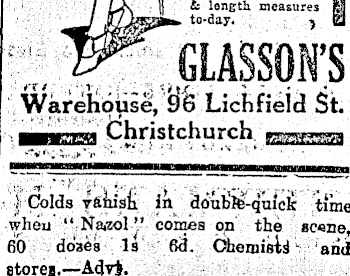 & length measures
to-day.
GLASSON'S
Warehouse, 96 Lichfield St.
Christchurch
Colds vanish in double-quick time
when "Nazol" comes on the scene,
60 doses 1s 6d. Chemists and
stores.—Advt.